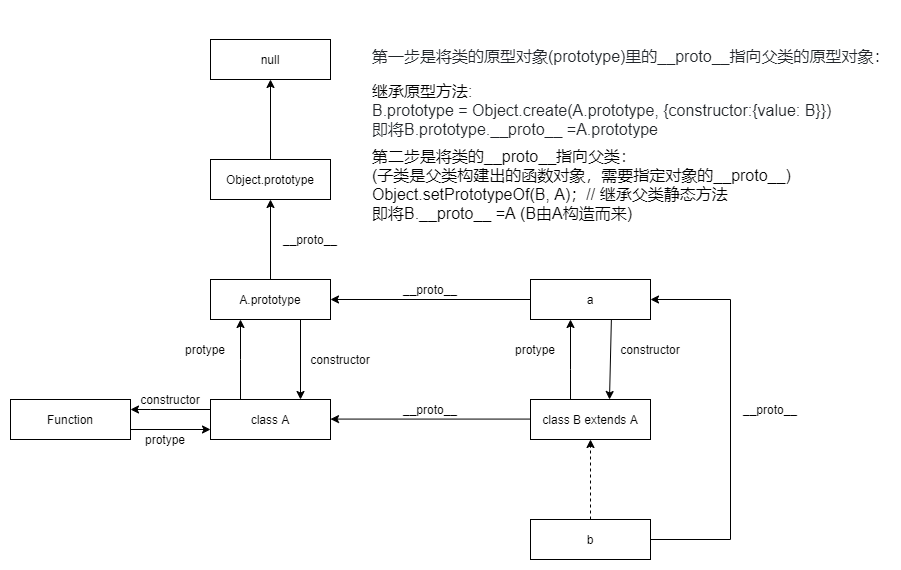 null
第一步是将类的原型对象(prototype)里的__proto__指向父类的原型对象：
继承原型方法:
B.prototype = Object.create(A.prototype, {constructor:{value: B}})
即将B.prototype.__proto__ =A.prototype
第二步是将类的__proto__指向父类：
(子类是父类构建出的函数对象，需要指定对象的__proto__)
Object.setPrototypeOf(B, A)；// 继承父类静态方法
即将B.__proto__ =A (B由A构造而来)
Object.prototype
__proto__
A.prototype
__proto__
a
protype
constructor
protype
constructor
Function
constructor
protype
class A
__proto__
class B extends A
__proto__
b